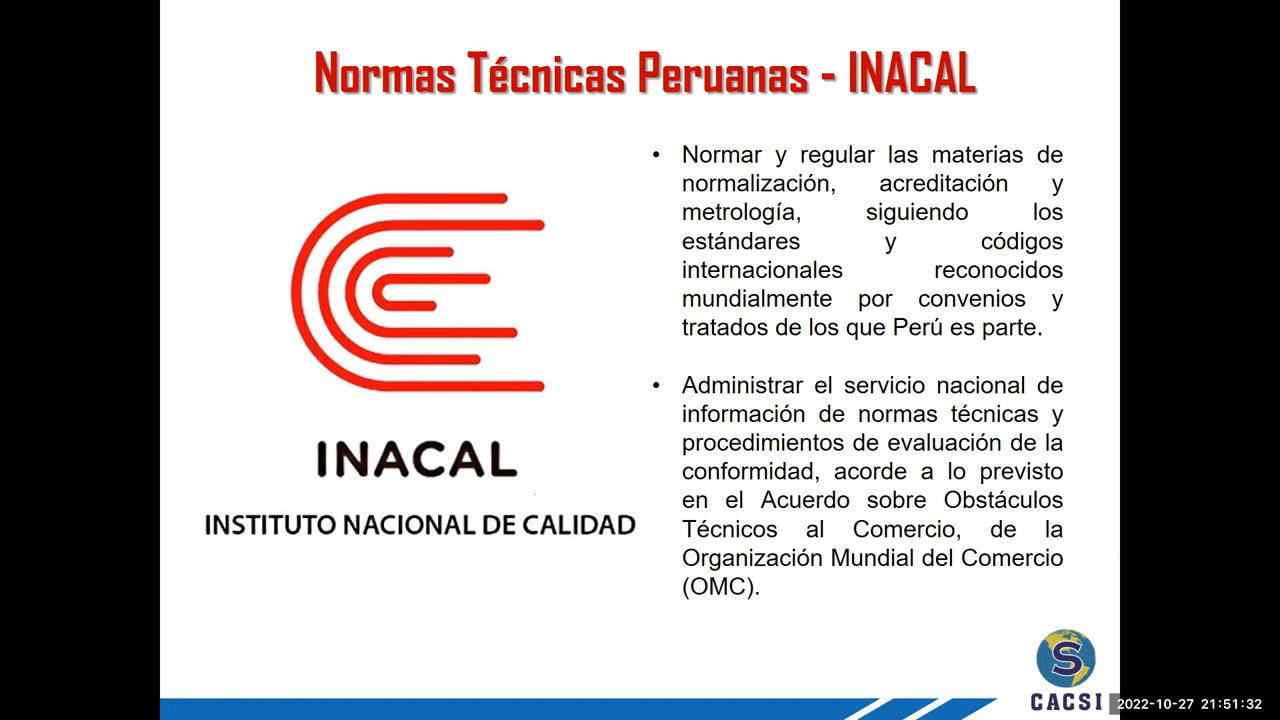 Normas Técnicas Peruanas - INACAL
INACAL
INSTITUTO NACIONAL DE CALIDAD
• Normar y regular las materias de
normalización, acreditación y
metrología, siguiendo los
estándares y códigos
internacionales reconocidos
mundialmente por convenios y
tratados de los que Perú es parte.
• Administrar el servicio nacional de
información de normas técnicas y
procedimientos de evaluación de la
conformidad, acorde a lo previsto
en el Acuerdo sobre Obstáculos
Técnicos al Comercio, de la
Organización Mundial del Comercio
(OMC).
S
CACSI
2022-10-27 21:51:32